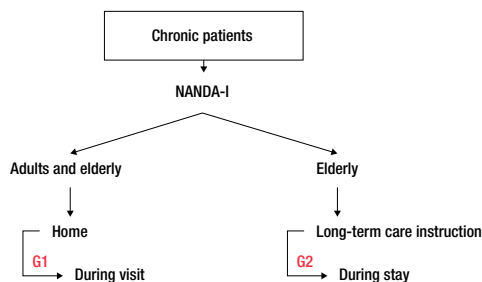 Chronic patients
NANDA-I
Adults and elderly
Elderly
Home
Long-term care instruction
G1
G2
During visit
During stay